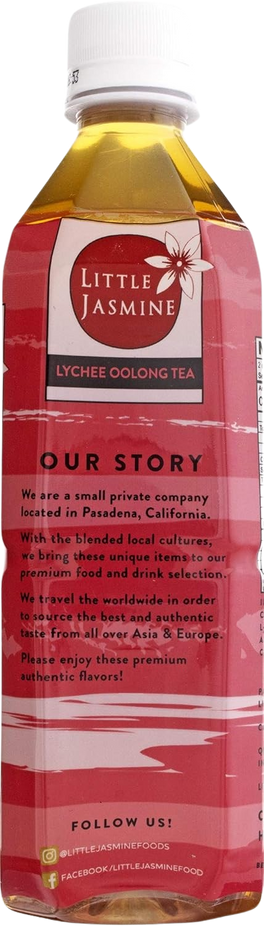 53
LITTLE
JASMINE
LYCHEE OOLONG TEA
OUR STORY
We are a small private company
located in Pasadena, California.
With the blended local cultures,
we bring these unique items to our
premium food and drink selection.
We travel the worldwide in order
to source the best and authentic
taste from all over Asia & Europe.
Please enjoy these premium
authentic flavors!
FOLLOW US!
@LITTLEJASMINEFOODS
FACEBOOK/LITTLEJASMINEFOOD